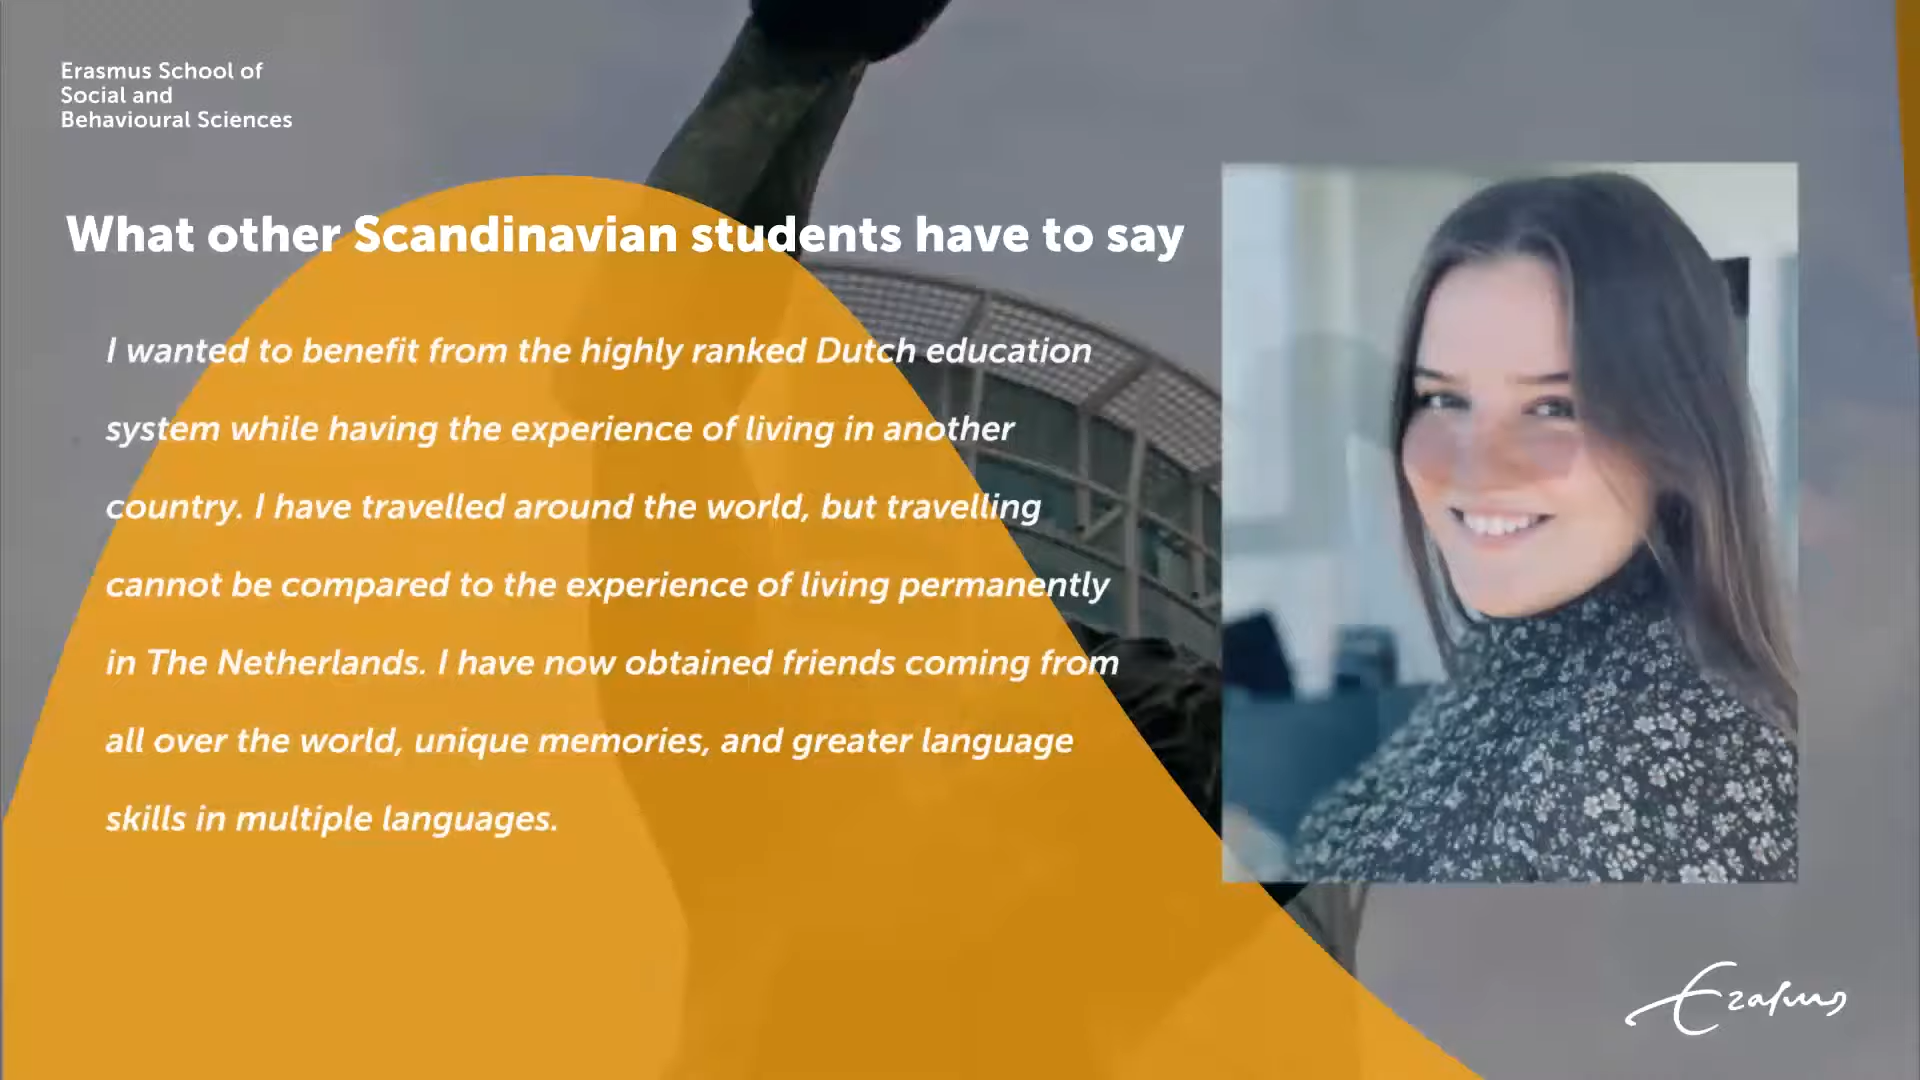 Erasmus School of
Social and
Behavioural Sciences
What other Scandinavian students have to say
I wanted to benefit from the highly ranked Dutch education
system while having the experience of living in another
country. I have travelled around the world, but travelling
cannot be compared to the experience of living permanently
in The Netherlands. I have now obtained friends coming from
all over the world, unique memories, and greater language
skills in multiple languages.
Erasmus